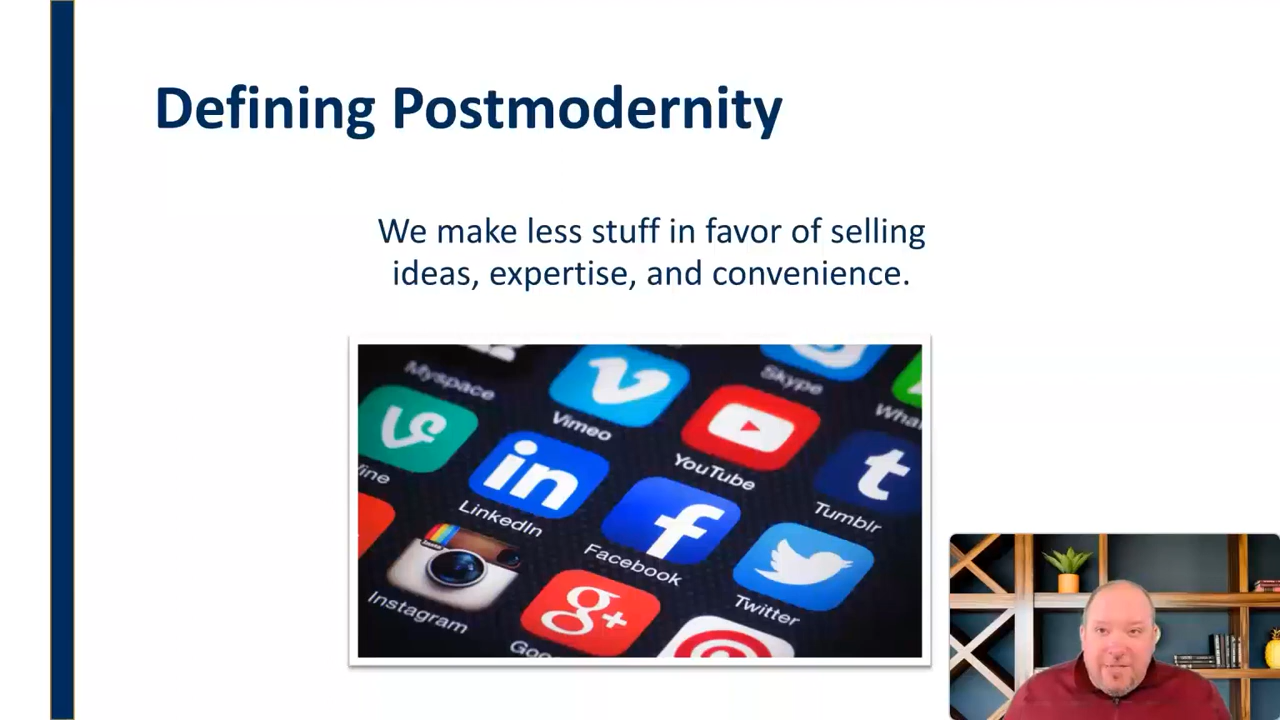 Defining Postmodernity
We make less stuff in favor of selling
ideas, expertise, and convenience.
Myspace
Skype
Vimeo
YouTube
in
LinkedIn
f
Facebook
t
Tumblr
Instagram
g+
Twitter